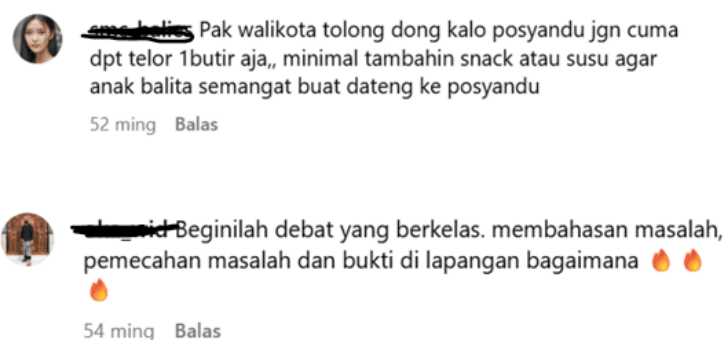 Pak walikota tolong dong kalo posyandu jgn cuma
dpt telor 1butir aja,, minimal tambahin snack atau susu agar
anak balita semangat buat dateng ke posyandu
52 ming Balas
Beginilah debat yang berkelas. membahasan masalah,
pemecahan masalah dan bukti di lapangan bagaimana 🔥 🔥
🔥
54 ming Balas